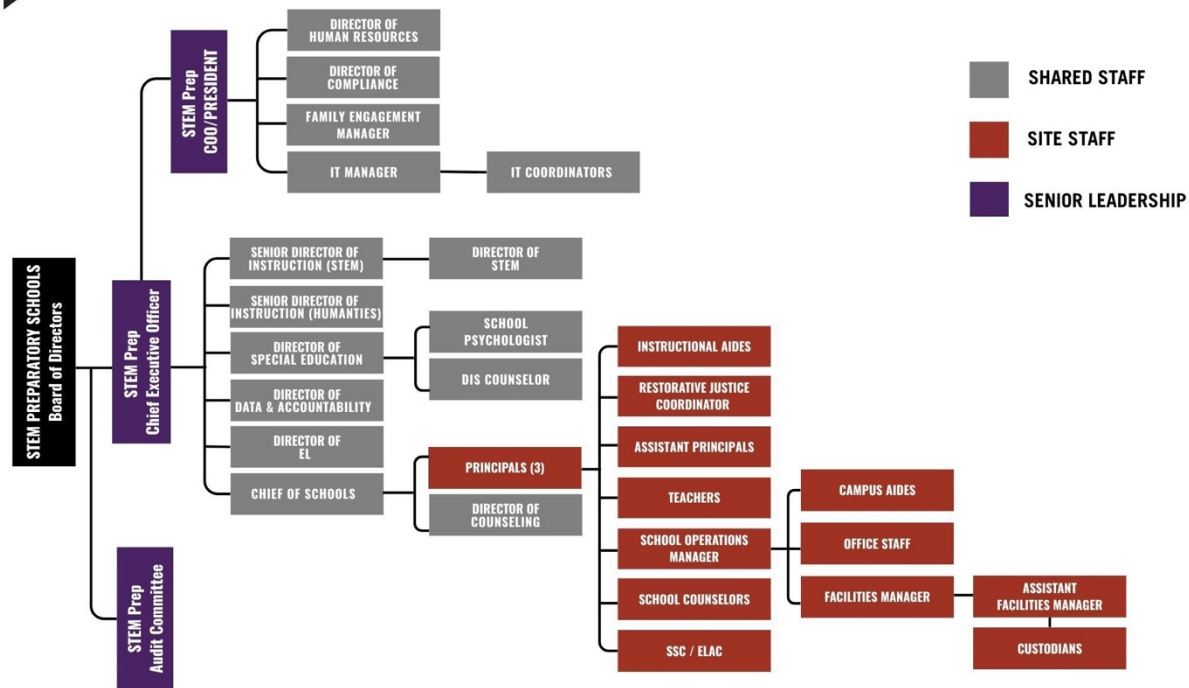 DIRECTOR OF
HUMAN RESOURCES
DIRECTOR OF
COMPLIANCE
FAMILY ENGAGEMENT
MANAGER
IT MANAGER
IT COORDINATORS
STEM Prep
COO/PRESIDENT
SHARED STAFF
SITE STAFF
SENIOR LEADERSHIP
STEM PREPARATORY SCHOOLS
Board of Directors
STEM Prep
Chief Executive Officer
STEM Prep
Audit Committee
SENIOR DIRECTOR OF
INSTRUCTION (STEM)
DIRECTOR OF
STEM
SENIOR DIRECTOR OF
INSTRUCTION (HUMANTIES)
DIRECTOR OF
SPECIAL EDUCATION
SCHOOL
PSYCHOLOGIST
DIS COUNSELOR
DIRECTOR OF
DATA & ACCOUNTABILITY
DIRECTOR OF
EL
CHIEF OF SCHOOLS
PRINCIPALS (3)
DIRECTOR OF
COUNSELING
INSTRUCTIONAL AIDES
RESTORATIVE JUSTICE
COORDINATOR
ASSISTANT PRINCIPALS
TEACHERS
SCHOOL OPERATIONS
MANAGER
SCHOOL COUNSELORS
SSC / ELAC
CAMPUS AIDES
OFFICE STAFF
FACILITIES MANAGER
ASSISTANT
FACILITIES MANAGER
CUSTODIANS